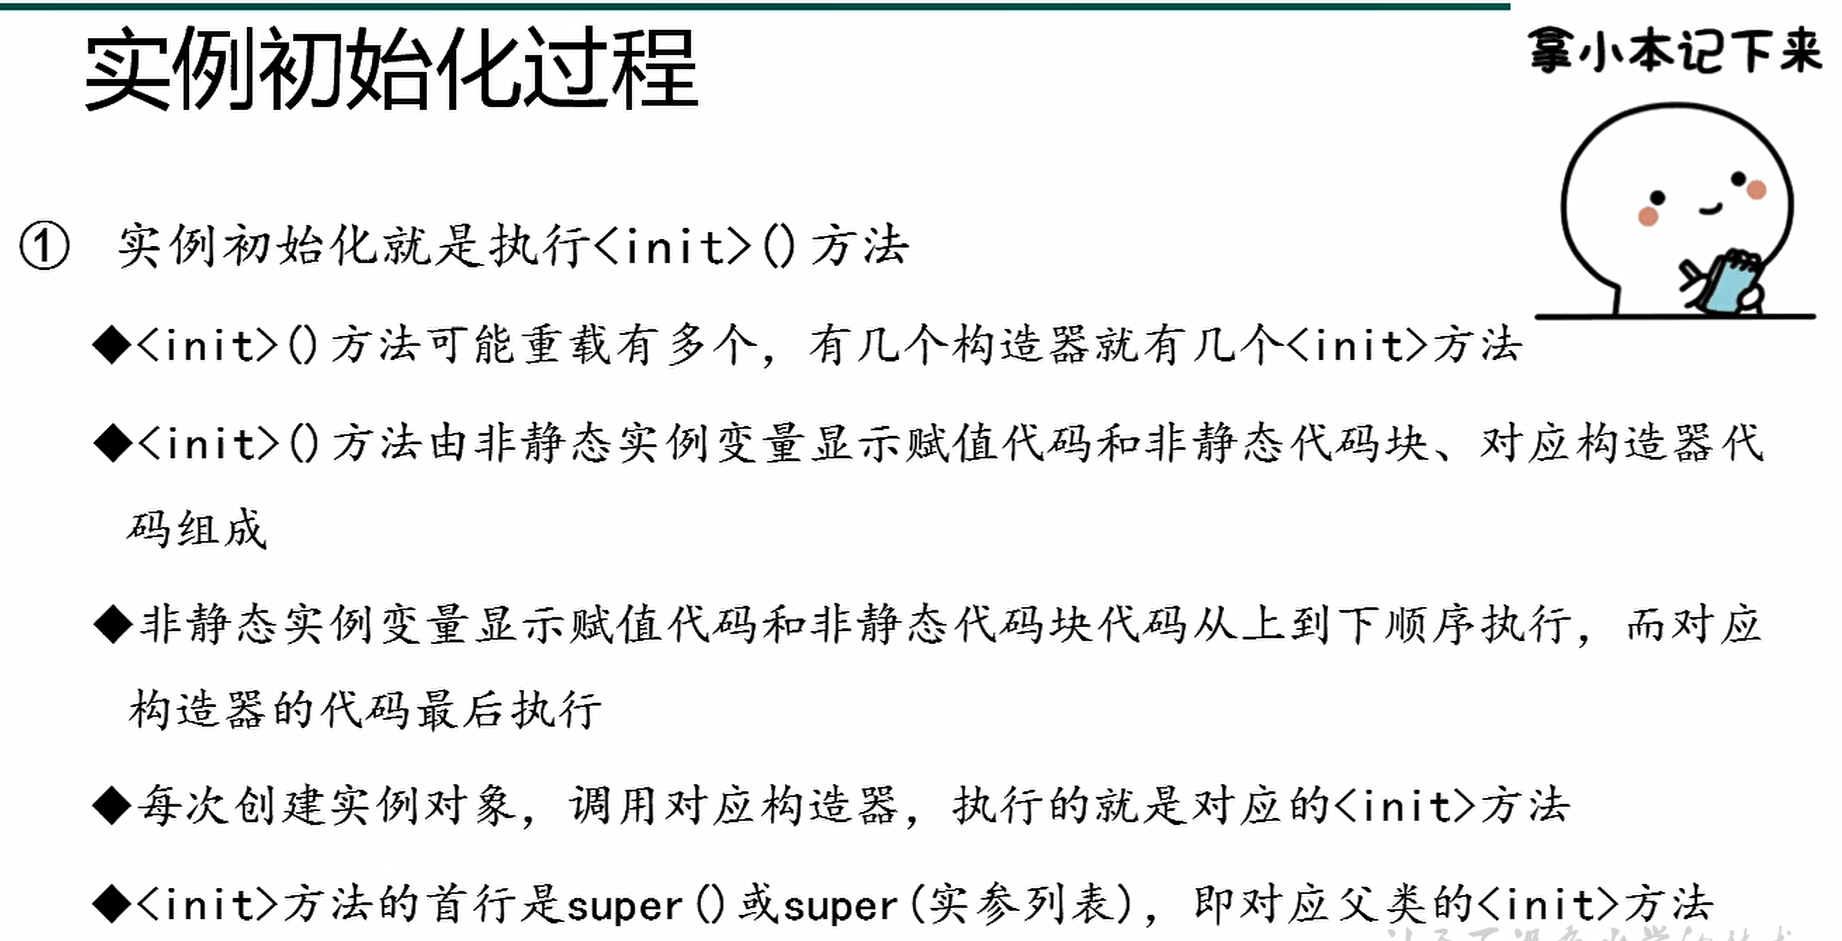 实例初始化过程
拿小本记下来
① 实例初始化就是执行<init>()方法
◆<init>()方法可能重载有多个，有几个构造器就有几个<init>方法
◆<init>()方法由非静态实例变量显示赋值代码和非静态代码块、对应构造器代
码组成
◆非静态实例变量显示赋值代码和非静态代码块代码从上到下顺序执行，而对应
构造器的代码最后执行
◆每次创建实例对象，调用对应构造器，执行的就是对应的<init>方法
◆<init>方法的首行是super()或super(实参列表)，即对应父类的<init>方法